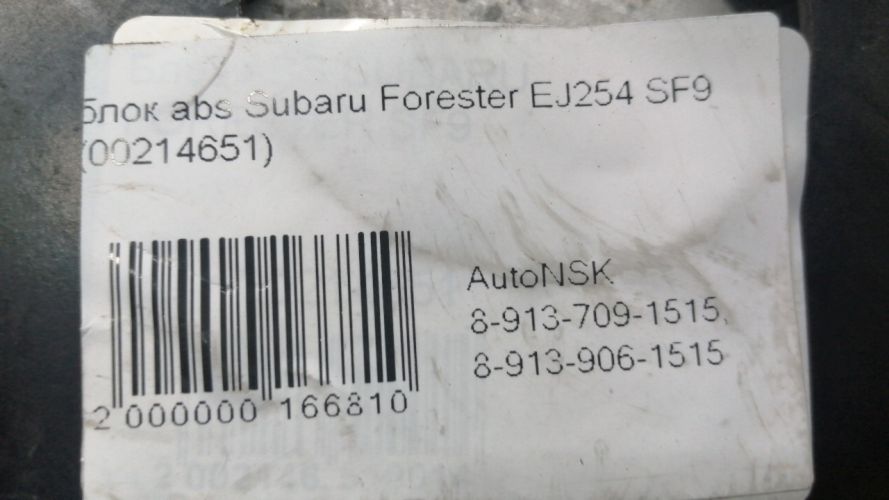 блок abs Subaru Forester EJ254 SF9
(00214651)
AutoNSK
8-913-709-1515,
8-913-906-1515
2 000000 166810